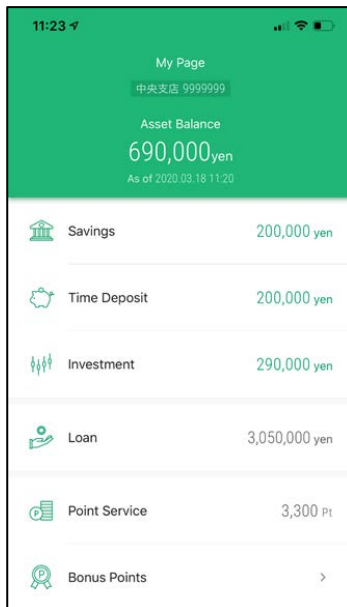 11:23
My Page
中央支店 9999999
Asset Balance
690,000yen
As of 2020.03.18 11:20
Savings 200,000 yen
Time Deposit 200,000 yen
Investment 290,000 yen
Loan 3,050,000 yen
P Point Service 3,300 Pt
P Bonus Points